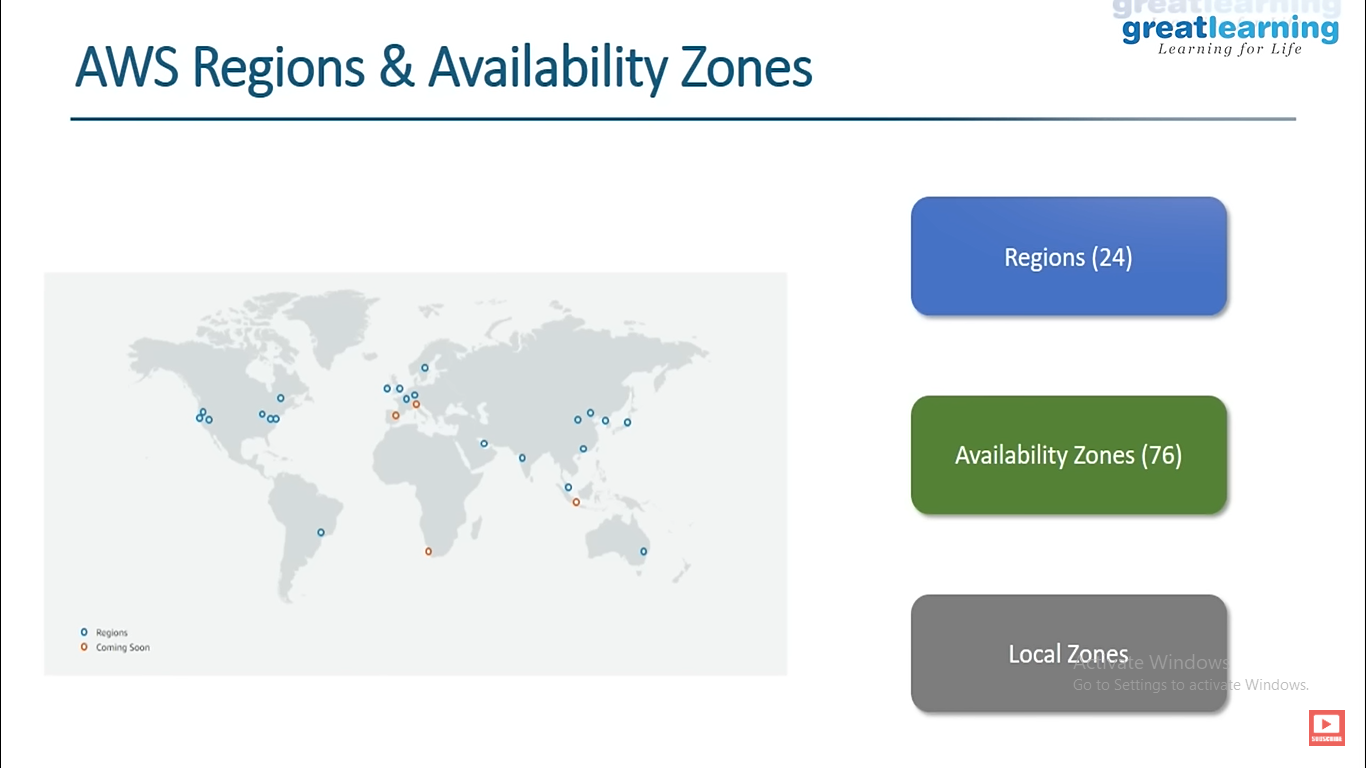 greatlearning
greatlearning
Learning for Life
AWS Regions & Availability Zones
Regions (24)
Availability Zones (76)
Local Zones
Activate Windows
Go to Settings to activate Windows.
Regions
Coming Soon
SUBSCRIBE